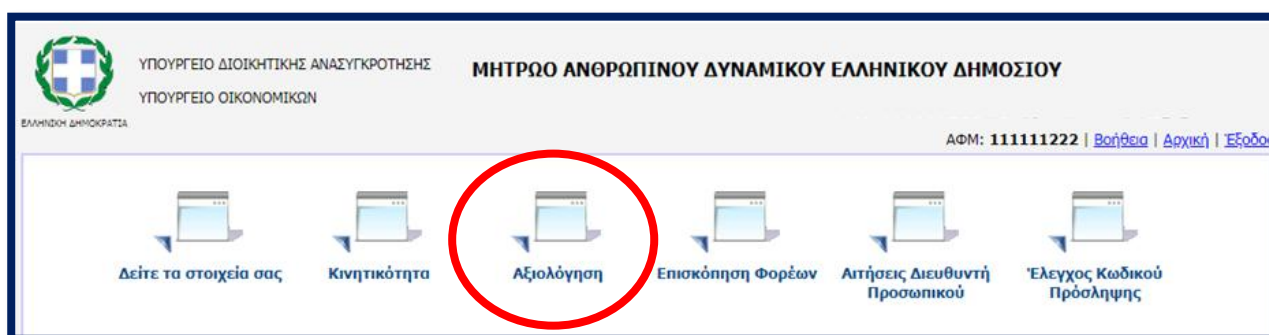 ΥΠΟΥΡΓΕΙΟ ΔΙΟΙΚΗΤΙΚΗΣ ΑΝΑΣΥΓΚΡΟΤΗΣΗΣ
ΥΠΟΥΡΓΕΙΟ ΟΙΚΟΝΟΜΙΚΩΝ
ΜΗΤΡΩΟ ΑΝΘΡΩΠΙΝΟΥ ΔΥΝΑΜΙΚΟΥ ΕΛΛΗΝΙΚΟΥ ΔΗΜΟΣΙΟΥ
ΕΛΛΗΝΙΚΗ ΔΗΜΟΚΡΑΤΙΑ
ΑΦΜ: 111111222 | Βοήθεια | Αρχική | Έξοδος
Δείτε τα στοιχεία σας
Κινητικότητα
Αξιολόγηση
Επισκόπηση Φορέων
Αιτήσεις Διευθυντή
Προσωπικού
Έλεγχος Κωδικού
Πρόσληψης